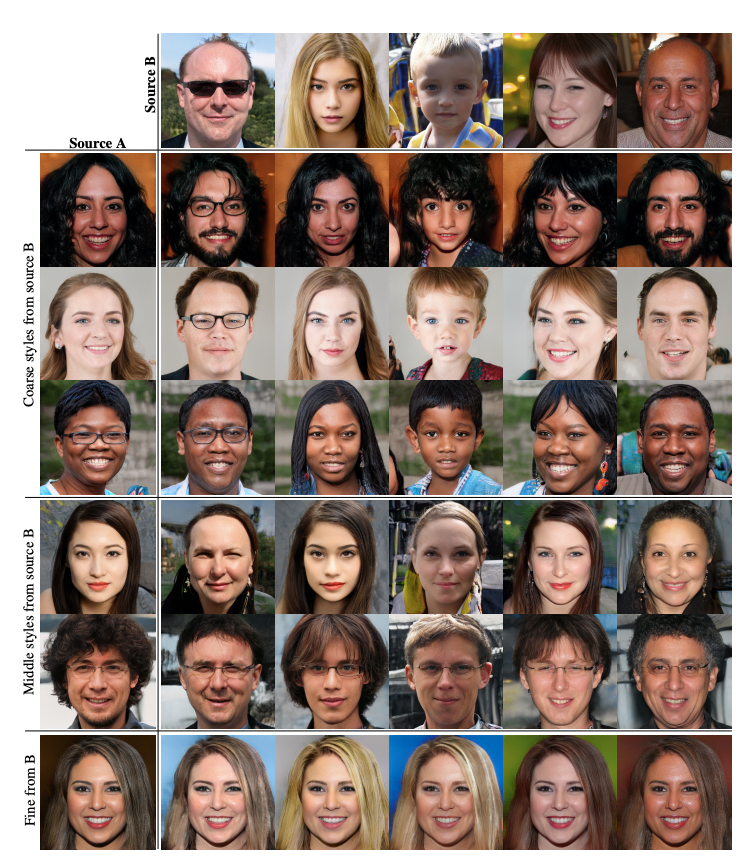 Source B
Source A
Coarse styles from source B
Middle styles from source B
Fine from B